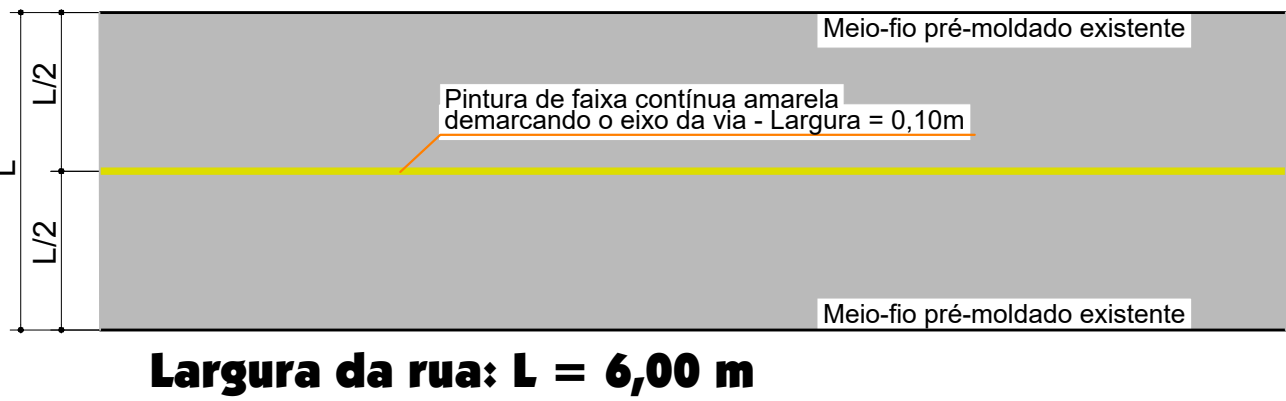 Meio-fio pré-moldado existente
L/2
Pintura de faixa contínua amarela
demarcando o eixo da via - Largura = 0,10m
L
L/2
Meio-fio pré-moldado existente
Largura da rua: L = 6,00 m